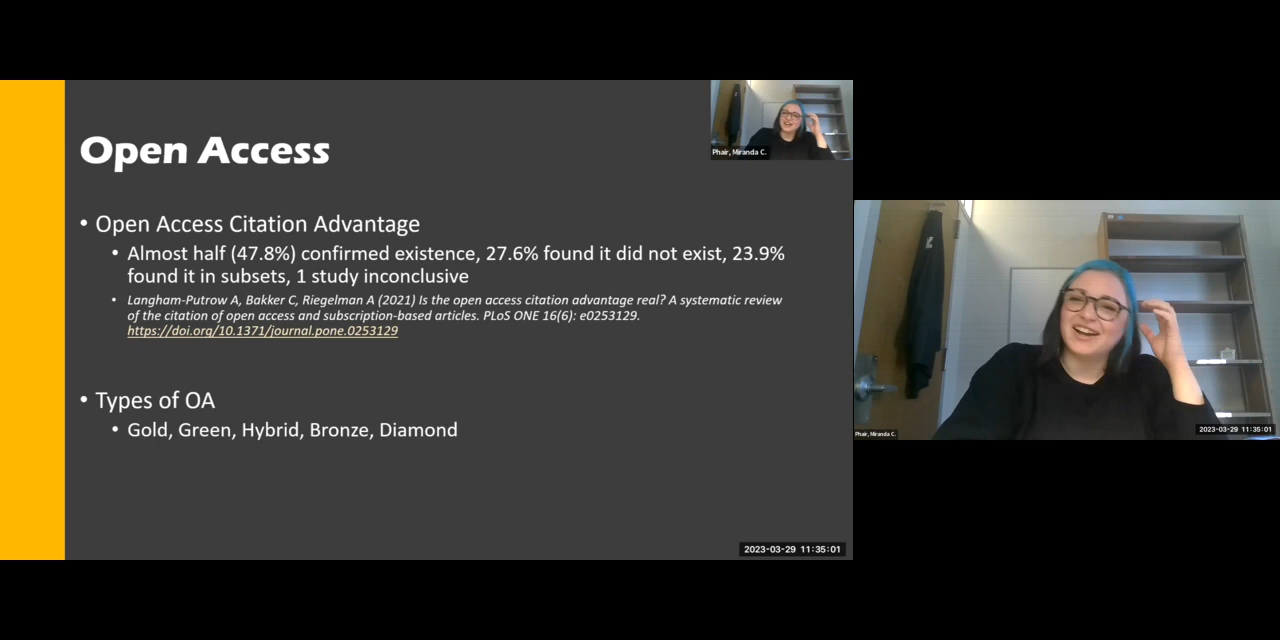 Open Access
Phair, Miranda C.
• Open Access Citation Advantage
• Almost half (47.8%) confirmed existence, 27.6% found it did not exist, 23.9%
found it in subsets, 1 study inconclusive
• Langham-Putrow A, Bakker C, Riegelman A (2021) Is the open access citation advantage real? A systematic review
of the citation of open access and subscription-based articles. PLoS ONE 16(6): e0253129.
https://doi.org/10.1371/journal.pone.0253129
• Types of OA
• Gold, Green, Hybrid, Bronze, Diamond
2023-03-29 11:35:01
Phair, Miranda C.
2023-03-29 11:35:01